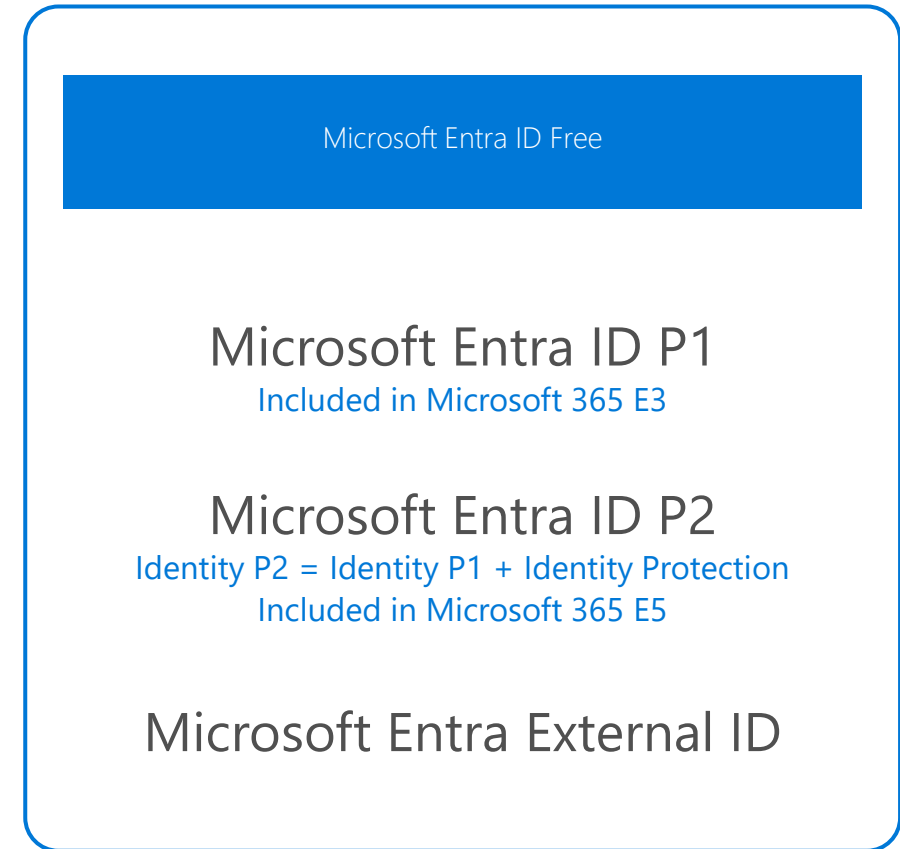 Microsoft Entra ID Free
Microsoft Entra ID P1
Included in Microsoft 365 E3
Microsoft Entra ID P2
Identity P2 = Identity P1 + Identity Protection
Included in Microsoft 365 E5
Microsoft Entra External ID